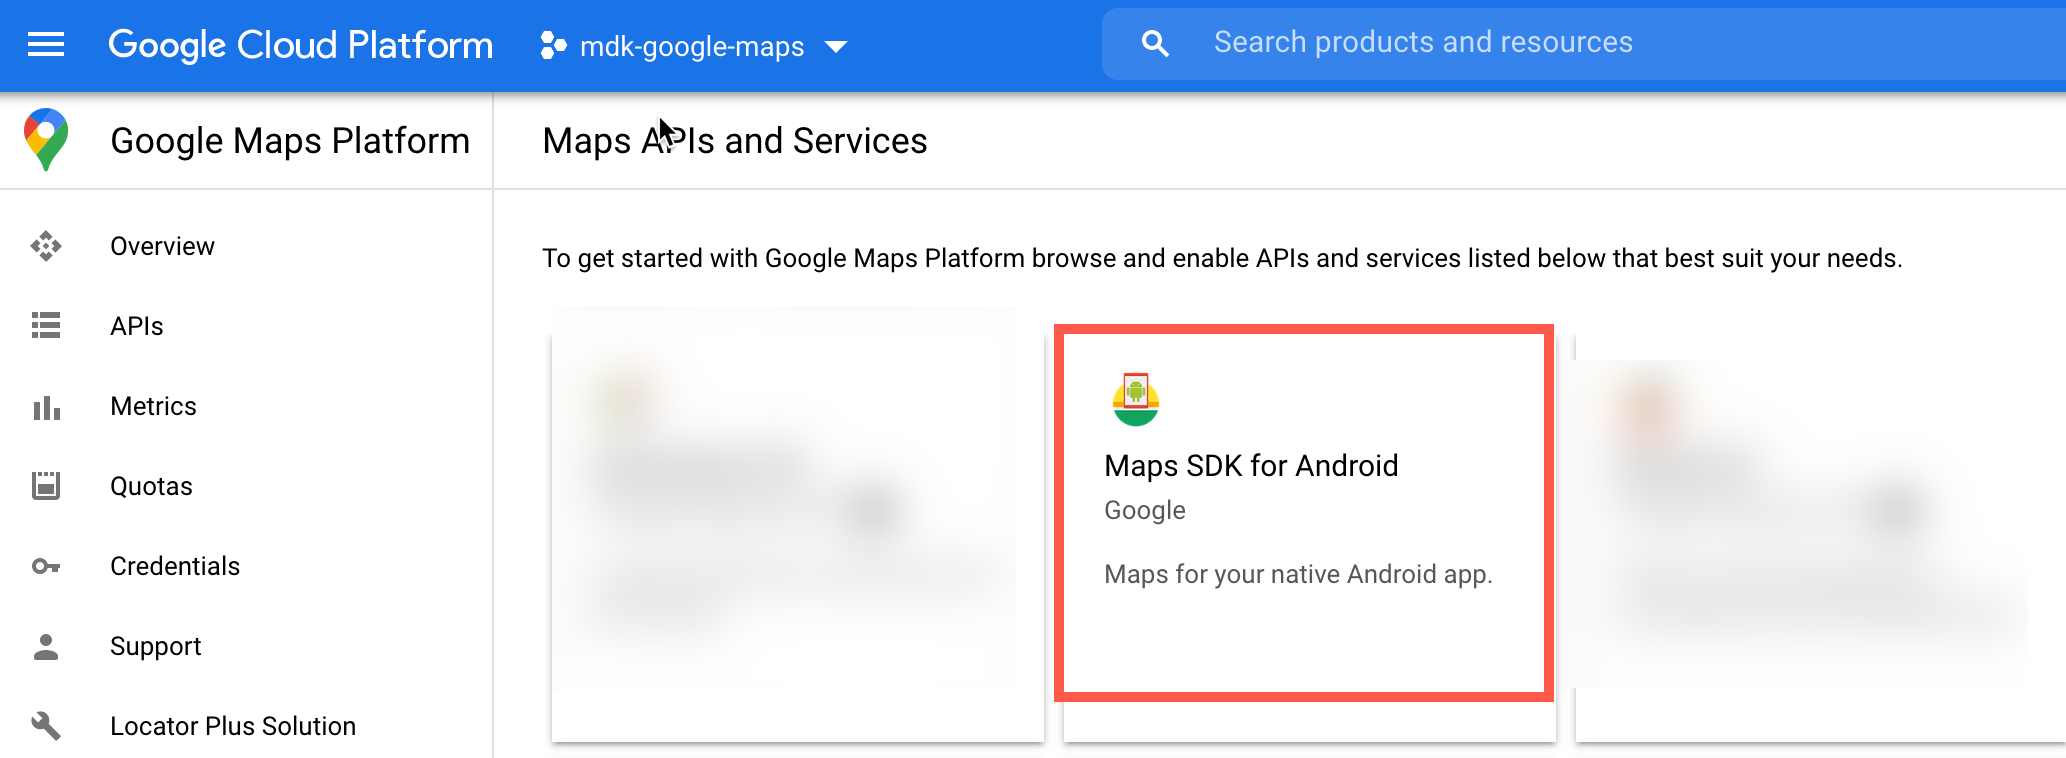 Google Cloud Platform
mdk-google-maps
Search products and resources
Google Maps Platform
Maps APIs and Services
Overview
APIs
Metrics
Quotas
Credentials
Support
Locator Plus Solution
To get started with Google Maps Platform browse and enable APIs and services listed below that best suit your needs.
Maps SDK for Android
Google
Maps for your native Android app.